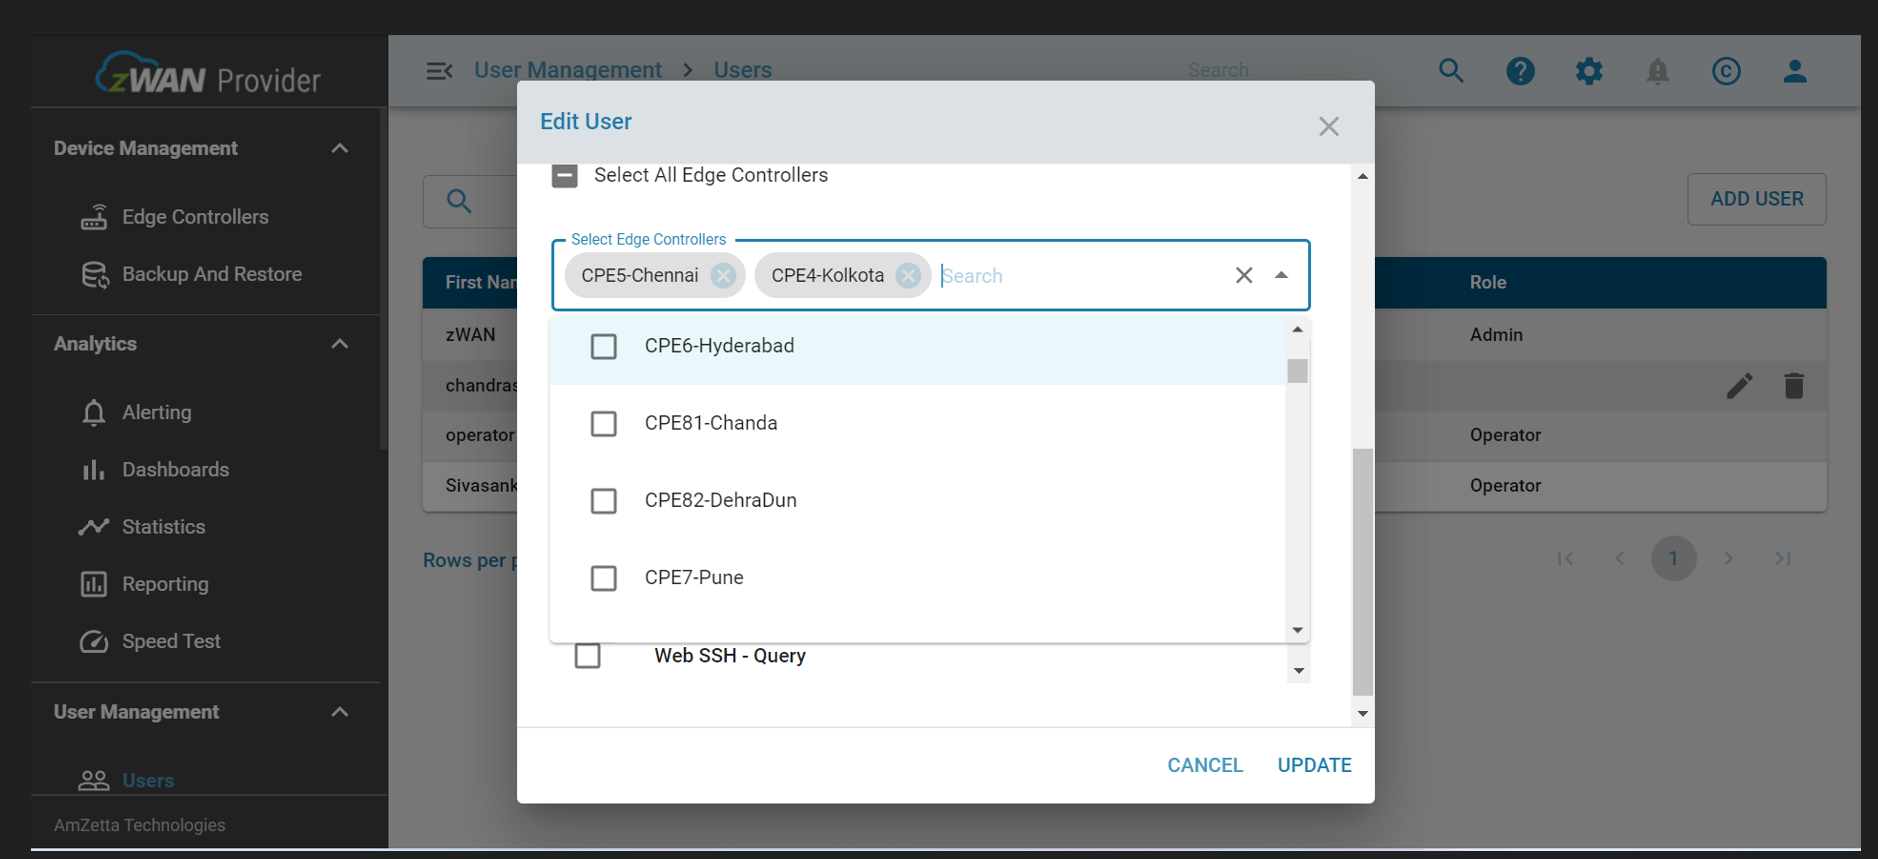 zWAN Provider
User Management > Users
Search
Device Management
Edge Controllers
Backup And Restore
Analytics
Alerting
Dashboards
Statistics
Reporting
Speed Test
User Management
Users
AmZetta Technologies
ADD USER
First Nam
Role
zWAN
Admin
chandras
operator
Operator
Sivasank
Operator
Rows per p
1
Edit User
Select All Edge Controllers
Select Edge Controllers
CPE5-Chennai
CPE4-Kolkota
Search
CPE6-Hyderabad
CPE81-Chanda
CPE82-DehraDun
CPE7-Pune
Web SSH - Query
CANCEL
UPDATE